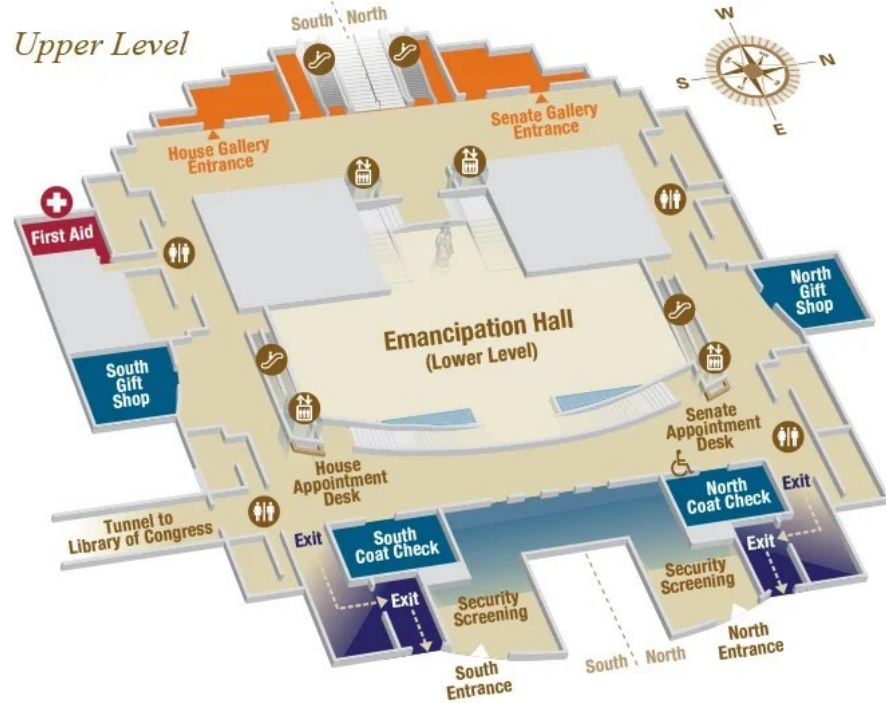 Upper Level
South
North
W
N
S
E
House Gallery
Entrance
Senate Gallery
Entrance
First Aid
North
Gift
Shop
Emancipation Hall
(Lower Level)
South
Gift
Shop
Senate
Appointment
Desk
House
Appointment
Desk
North
Coat Check
Exit
Tunnel to
Library of Congress
Exit
South
Coat Check
Exit
Security
Screening
Exit
Security
Screening
North
Entrance
South
North
South
Entrance